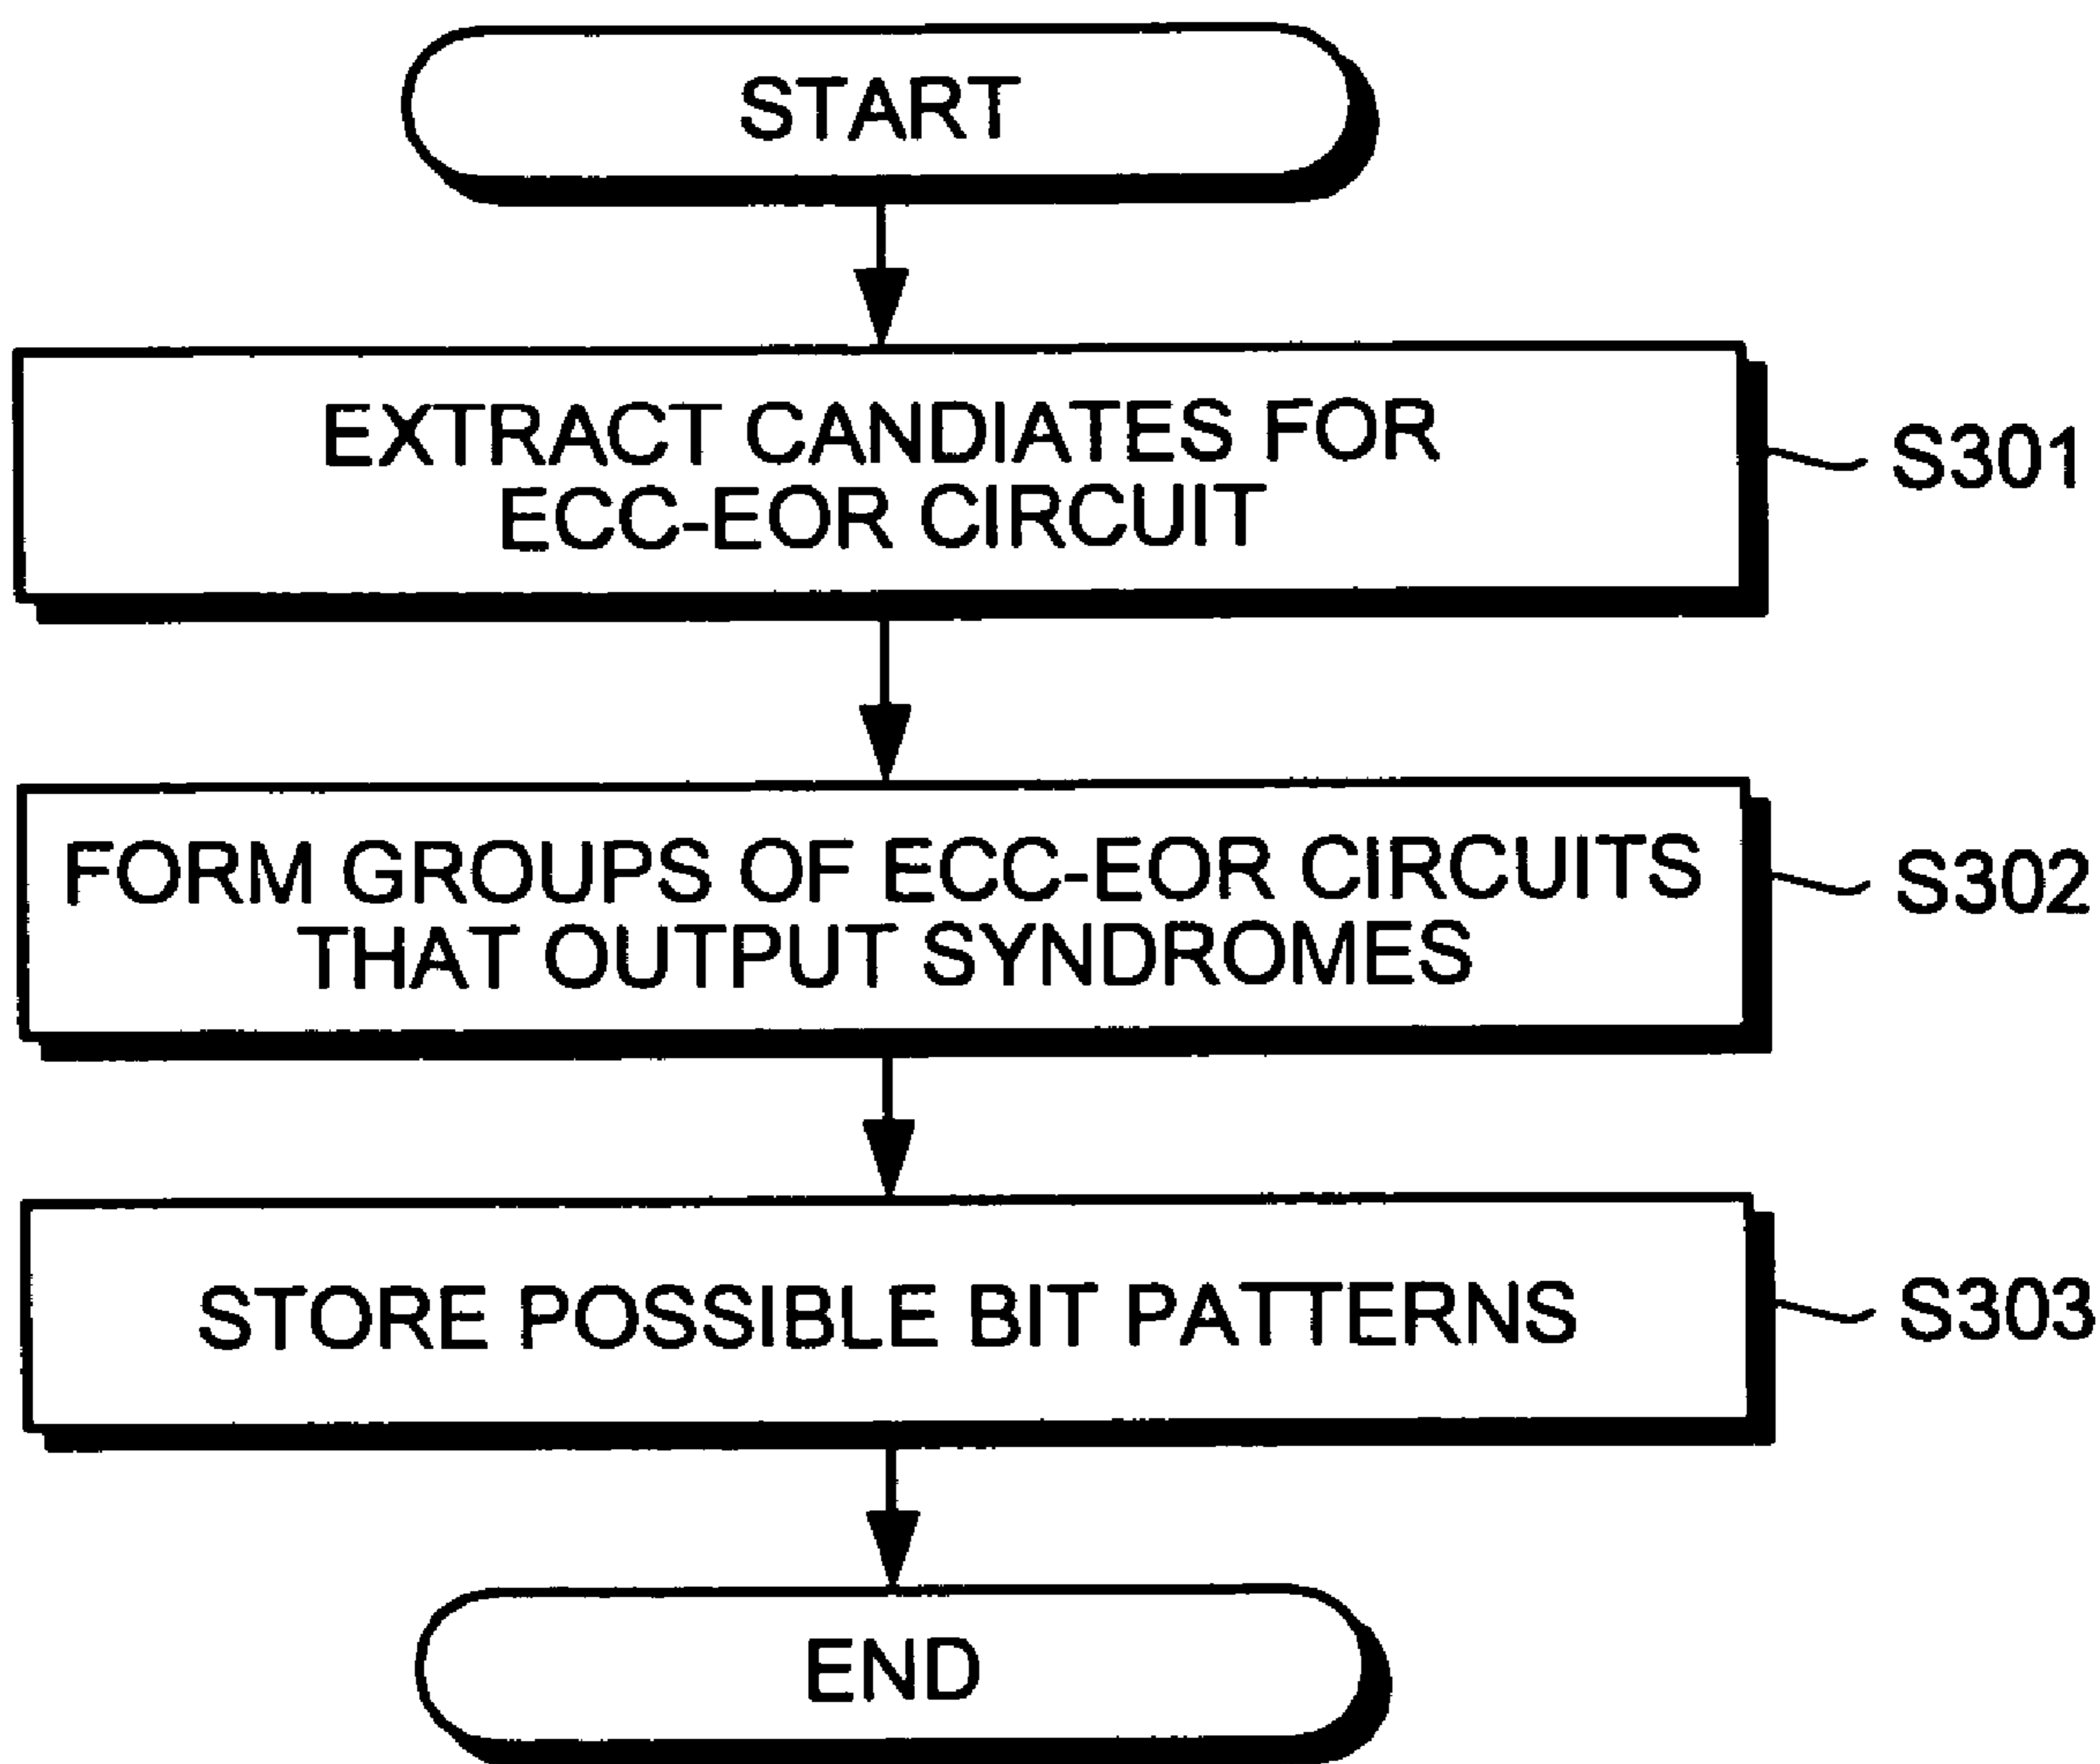 START
EXTRACT CANDIATES FOR
ECC-EOR CIRCUIT
S301
FORM GROUPS OF ECC-EOR CIRCUITS
THAT OUTPUT SYNDROMES
S302
STORE POSSIBLE BIT PATTERNS
S303
END